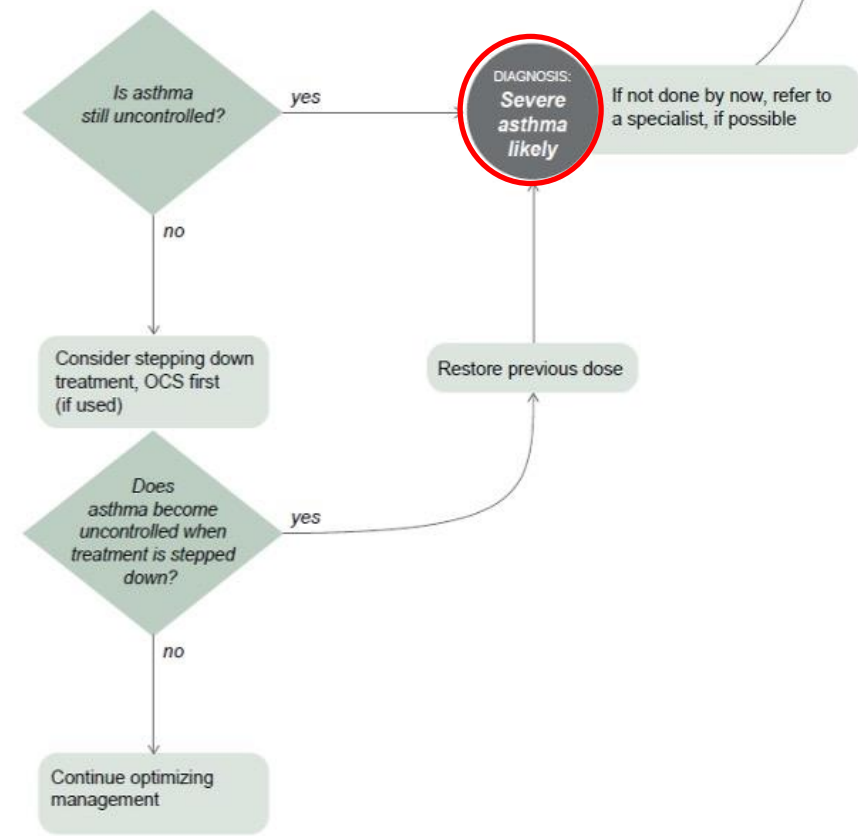 Is asthma
still uncontrolled?
yes
DIAGNOSIS:
Severe
asthma
likely
If not done by now, refer to
a specialist, if possible
no
Consider stepping down
treatment, OCS first
(if used)
Restore previous dose
Does
asthma become
uncontrolled when
treatment is stepped
down?
yes
no
Continue optimizing
management